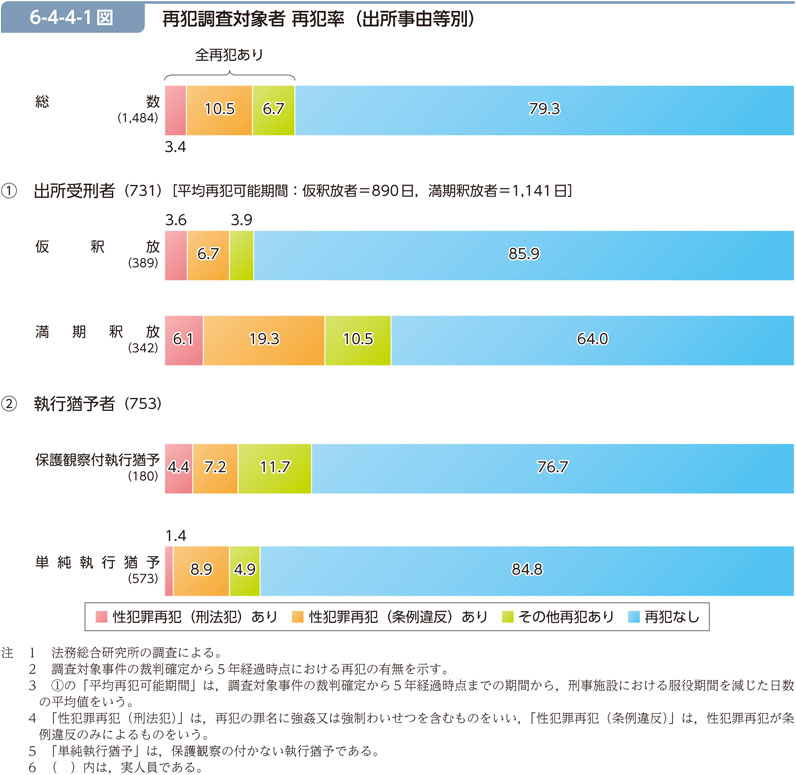 6-4-4-1図 再犯調査対象者 再犯率（出所事由等別）
全再犯あり
総数
(1,484)
10.5 6.7 79.3
3.4
① 出所受刑者（731）［平均再犯可能期間：仮釈放者＝890日，満期釈放者＝1,141日］
3.6 3.9
仮釈放
(389)
6.7 85.9
満期釈放
(342)
6.1 19.3 10.5 64.0
② 執行猶予者（753）
保護観察付執行猶予
(180)
4.4 7.2 11.7 76.7
1.4
単純執行猶予
(573)
8.9 4.9 84.8
性犯罪再犯（刑法犯）あり 性犯罪再犯（条例違反）あり その他再犯あり 再犯なし
注 1 法務総合研究所の調査による。
2 調査対象事件の裁判確定から５年経過時点における再犯の有無を示す。
3 ①の「平均再犯可能期間」は，調査対象事件の裁判確定から５年経過時点までの期間から，刑事施設における服役期間を減じた日数
の平均値をいう。
4 「性犯罪再犯（刑法犯）」は，再犯の罪名に強姦又は強制わいせつを含むものをいい，「性犯罪再犯（条例違反）」は，性犯罪再犯が条
例違反のみによるものをいう。
5 「単純執行猶予」は，保護観察の付かない執行猶予である。
6 （ ）内は，実人員である。